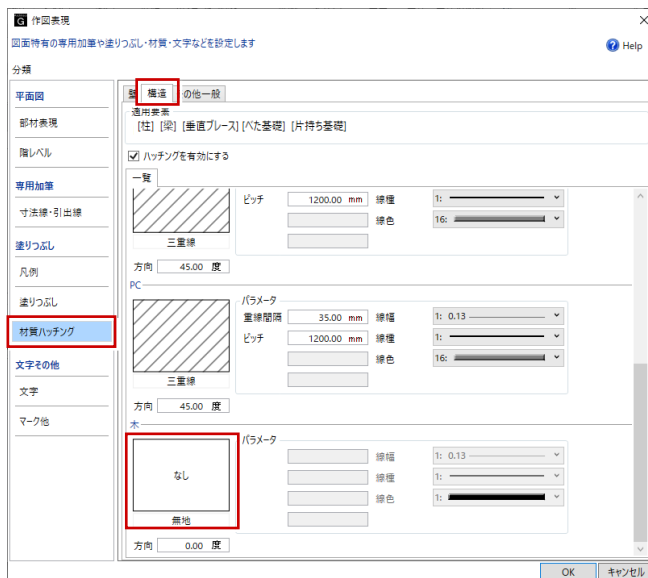 G 作図表現
図面特有の専用加筆や塗りつぶし・材質・文字などを設定します
Help
分類
平面図
部材表現
階レベル
専用加筆
寸法線・引出線
塗りつぶし
凡例
塗りつぶし
材質ハッチング
文字その他
文字
マーク他
構造 の他一般
適用要素
[柱] [梁] [垂直ブレース] [べた基礎] [片持ち基礎]
ハッチングを有効にする
一覧
ピッチ 1200.00 mm 線種 1:
線色 16:
三重線
方向 45.00 度
PC
パラメータ
重線間隔 35.00 mm 線幅 1: 0.13
ピッチ 1200.00 mm 線種 1:
線色 16:
三重線
方向 45.00 度
木
パラメータ
線幅 1: 0.13
なし
線種 1:
線色 1:
無地
方向 0.00 度
OK キャンセル